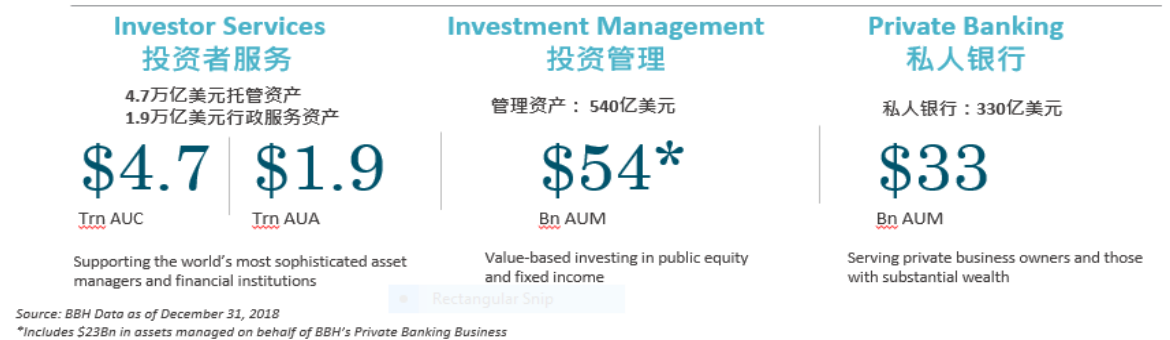 Investor Services
投资者服务
4.7万亿美元托管资产
1.9万亿美元行政服务资产
$4.7
Trn AUC
$1.9
Trn AUA
Supporting the world's most sophisticated asset
managers and financial institutions
Investment Management
投资管理
管理资产： 540亿美元
$54*
Bn AUM
Value-based investing in public equity
and fixed income
Private Banking
私人银行
私人银行：330亿美元
$33
Bn AUM
Serving private business owners and those
with substantial wealth
Rectangular Snip
Source: BBH Data as of December 31, 2018
*Includes $23Bn in assets managed on behalf of BBH's Private Banking Business